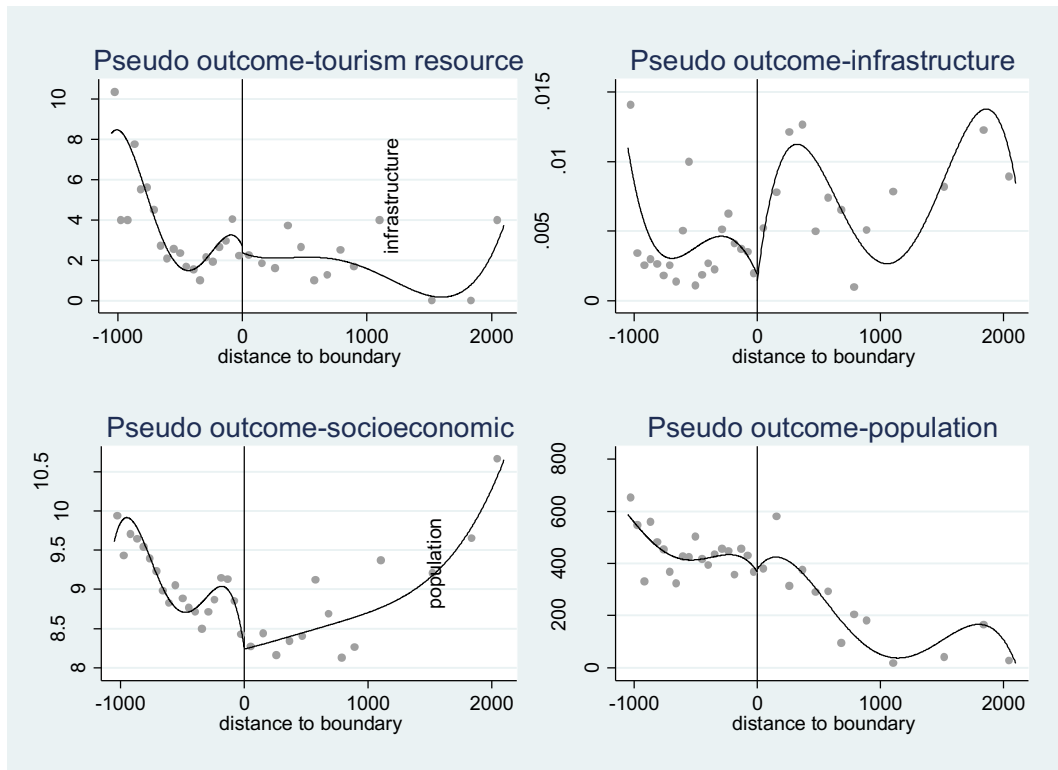 Pseudo outcome-tourism resource
10
8
6
4
2
0
infrastructure
-1000 0 1000 2000
distance to boundary
Pseudo outcome-infrastructure
.015
.01
.005
0
-1000 0 1000 2000
distance to boundary
Pseudo outcome-socioeconomic
10.5
10
9.5
9
8.5
8
population
-1000 0 1000 2000
distance to boundary
Pseudo outcome-population
800
600
400
200
0
-1000 0 1000 2000
distance to boundary